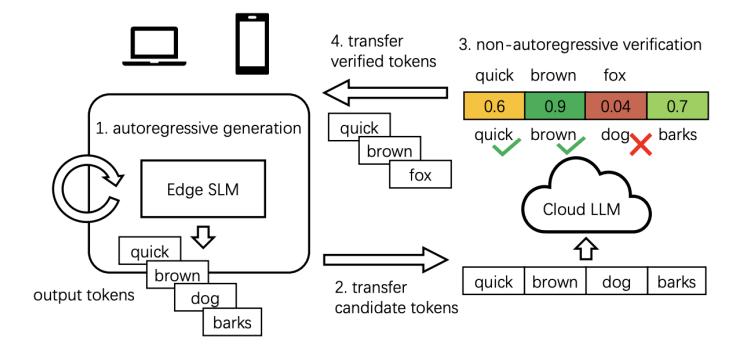 4. transfer
verified tokens
3. non-autoregressive verification
quick brown fox
0.6 0.9 0.04 0.7
quick brown dog barks
1. autoregressive generation
Edge SLM
quick
brown
fox
Cloud LLM
quick
brown
dog
barks
output tokens
2. transfer
candidate tokens
quick brown dog barks